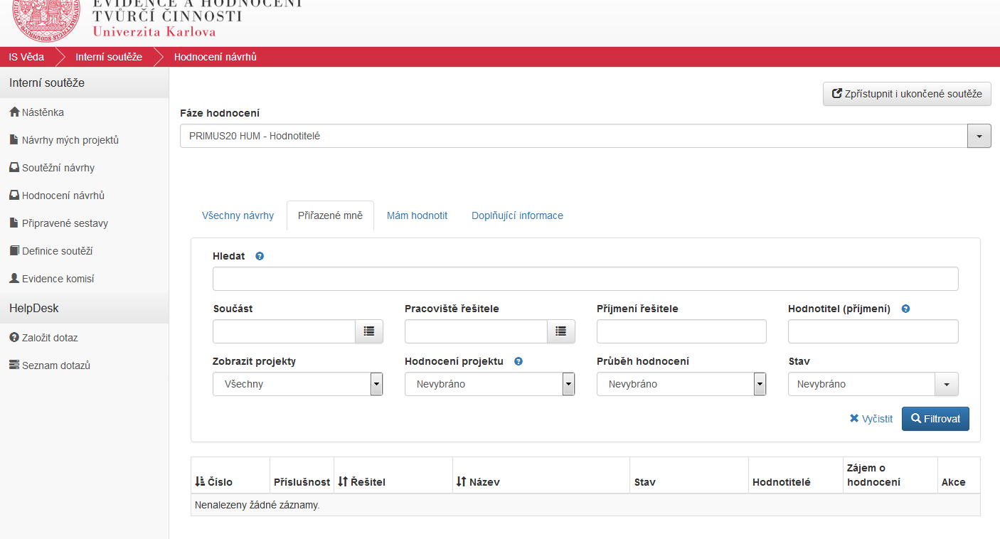 EVIDENCE A HODNOCENÍ
TVŮRČÍ ČINNOSTI
Univerzita Karlova
IS Věda
Interní soutěže
Hodnocení návrhů
Interní soutěže
Nástěnka
Návrhy mých projektů
Soutěžní návrhy
Hodnocení návrhů
Připravené sestavy
Definice soutěží
Evidence komisí
HelpDesk
Založit dotaz
Seznam dotazů
Zpřístupnit i ukončené soutěže
Fáze hodnocení
PRIMUS20 HUM - Hodnotitelé
Všechny návrhy
Přiřazené mně
Mám hodnotit
Doplňující informace
Hledat
Součást
Pracoviště řešitele
Příjmení řešitele
Hodnotitel (příjmení)
Zobrazit projekty
Hodnocení projektu
Průběh hodnocení
Stav
Všechny
Nevybráno
Nevybráno
Nevybráno
Vyčistit
Filtrovat
Číslo
Příslušnost
Řešitel
Název
Stav
Hodnotitelé
Zájem o
hodnocení
Akce
Nenalezeny žádné záznamy.